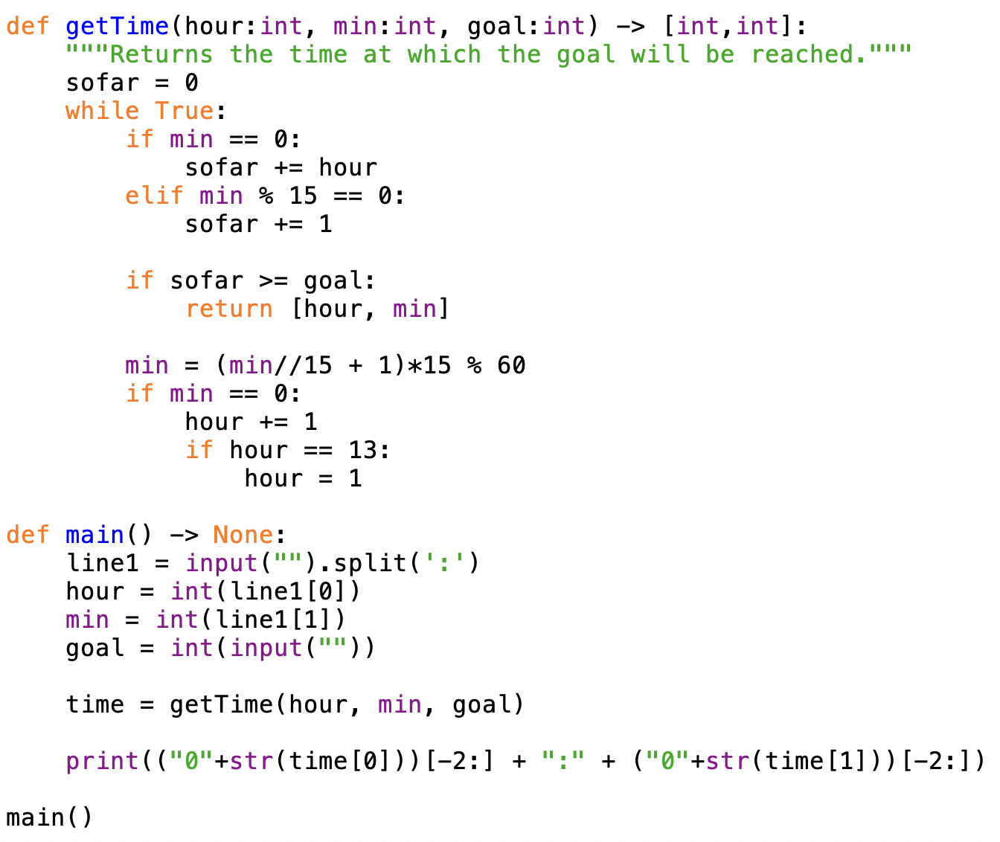 def getTime(hour:int, min:int, goal:int) -> [int,int]:
    """Returns the time at which the goal will be reached."""
    sofar = 0
    while True:
        if min == 0:
            sofar += hour
        elif min % 15 == 0:
            sofar += 1

        if sofar >= goal:
            return [hour, min]

        min = (min//15 + 1)*15 % 60
        if min == 0:
            hour += 1
            if hour == 13:
                hour = 1

def main() -> None:
    line1 = input("").split(':')
    hour = int(line1[0])
    min = int(line1[1])
    goal = int(input(""))

    time = getTime(hour, min, goal)

    print(("0"+str(time[0]))[-2:] + ":" + ("0"+str(time[1]))[-2:])

main()